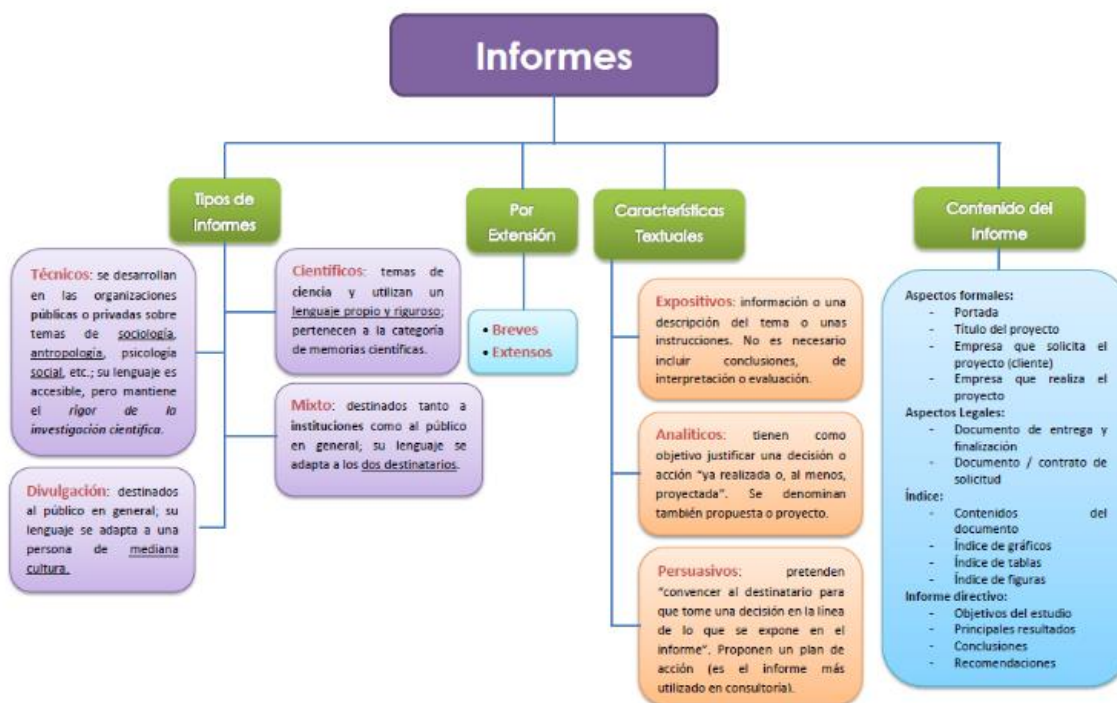 Informes
Tipos de
Informes
Técnicos: se desarrollan
en las organizaciones
públicas o privadas sobre
temas de sociología,
antropología, psicología
social, etc.; su lenguaje es
accesible, pero mantiene
el rigor de la
investigación científica.
Divulgación: destinados
al público en general; su
lenguaje se adapta a una
persona de mediana
cultura.
Científicos: temas de
ciencia y utilizan un
lenguaje propio y riguroso;
pertenecen a la categoría
de memorias científicas.
Mixto: destinados tanto a
instituciones como al público
en general; su lenguaje se
adapta a los dos destinatarios.
Por
Extensión
• Breves
• Extensos
Características
Textuales
Expositivos: información o una
descripción del tema o unas
instrucciones. No es necesario
incluir conclusiones, de
interpretación o evaluación.
Analíticos: tienen como
objetivo justificar una decisión o
acción "ya realizada o, al menos,
proyectada". Se denominan
también propuesta o proyecto.
Persuasivos: pretenden
"convencer al destinatario para
que tome una decisión en la línea
de lo que se expone en el
informe". Proponen un plan de
acción (es el informe más
utilizado en consultoría).
Contenido del
Informe
Aspectos formales:
- Portada
- Título del proyecto
- Empresa que solicita el
proyecto (cliente)
- Empresa que realiza el
proyecto
Aspectos Legales:
- Documento de entrega y
finalización
- Documento / contrato de
solicitud
Índice:
- Contenidos del
documento
- Índice de gráficos
- Índice de tablas
- Índice de figuras
Informe directivo:
- Objetivos del estudio
- Principales resultados
- Conclusiones
- Recomendaciones